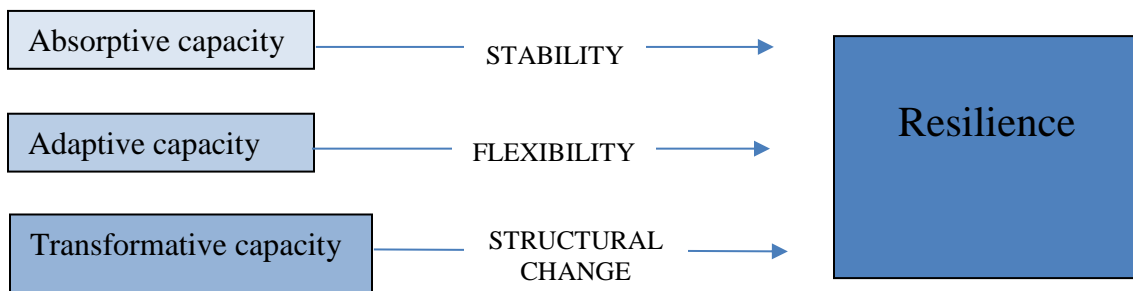 Absorptive capacity
STABILITY
Adaptive capacity
FLEXIBILITY
Transformative capacity
STRUCTURAL
CHANGE
Resilience